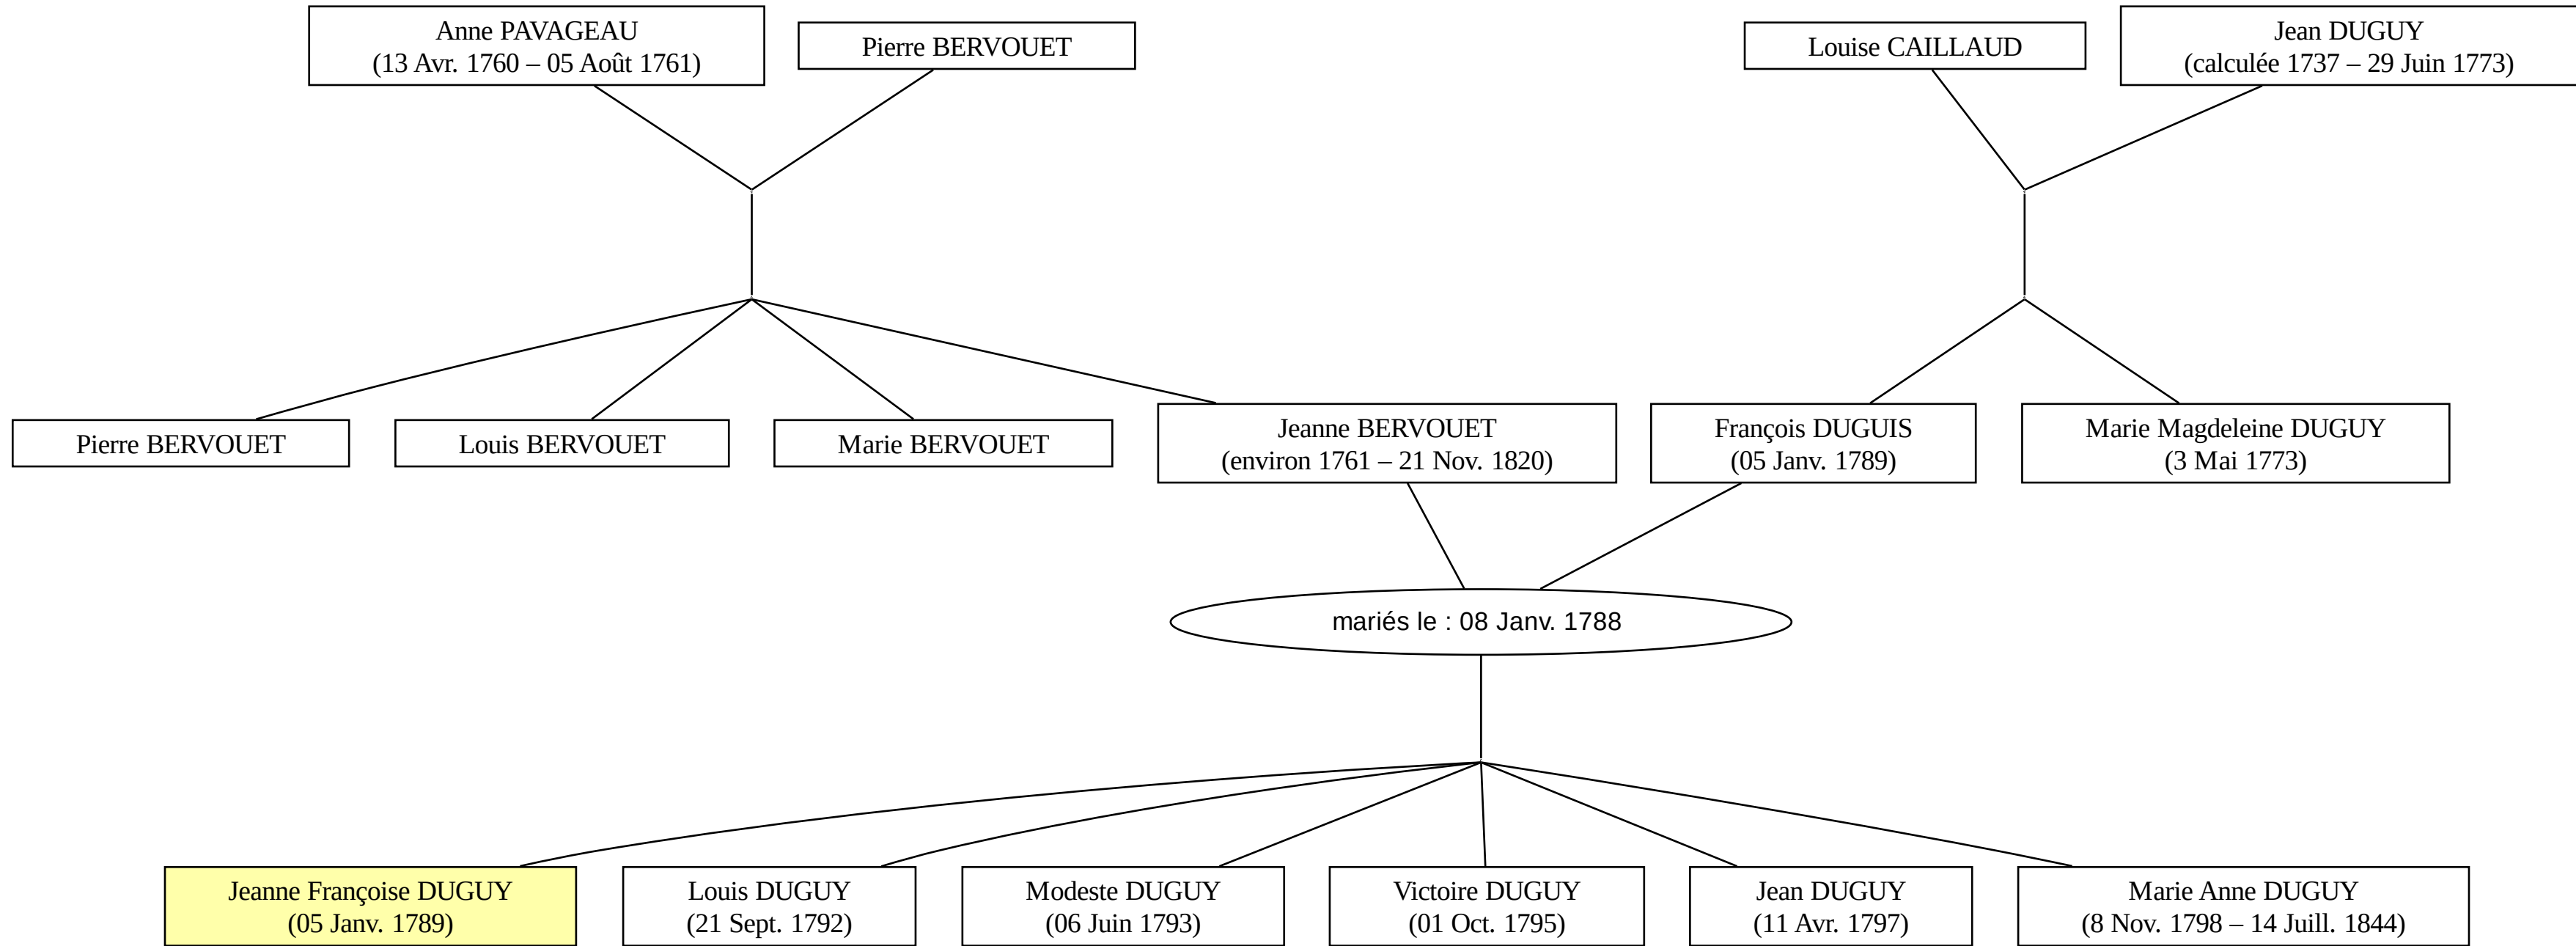 Anne PAVAGEAU
(13 Avr. 1760 – 05 Août 1761)
Pierre BERVOUET
Louise CAILLAUD
Jean DUGUY
(calculée 1737 – 29 Juin 1773)
Pierre BERVOUET
Louis BERVOUET
Marie BERVOUET
Jeanne BERVOUET
(environ 1761 – 21 Nov. 1820)
François DUGUIS
(05 Janv. 1789)
Marie Magdeleine DUGUY
(3 Mai 1773)
mariés le : 08 Janv. 1788
Jeanne Françoise DUGUY
(05 Janv. 1789)
Louis DUGUY
(21 Sept. 1792)
Modeste DUGUY
(06 Juin 1793)
Victoire DUGUY
(01 Oct. 1795)
Jean DUGUY
(11 Avr. 1797)
Marie Anne DUGUY
(8 Nov. 1798 – 14 Juill. 1844)